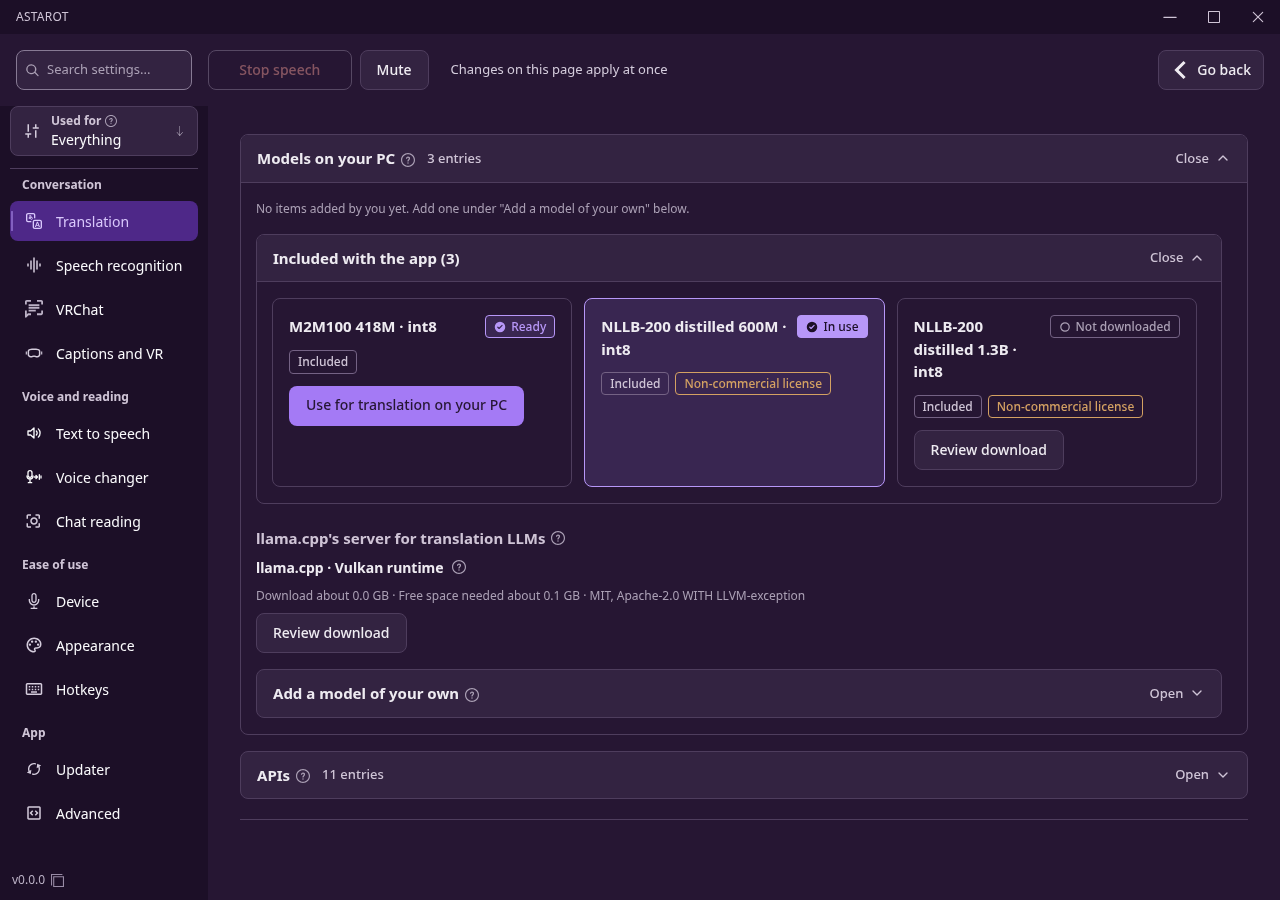 ASTAROT
Search settings...
Stop speech
Mute
Changes on this page apply at once
Go back
Used for
Everything
Conversation
Translation
Speech recognition
VRChat
Captions and VR
Voice and reading
Text to speech
Voice changer
Chat reading
Ease of use
Device
Appearance
Hotkeys
App
Updater
Advanced
v0.0.0
Models on your PC
3 entries
Close
No items added by you yet. Add one under "Add a model of your own" below.
Included with the app (3)
Close
M2M100 418M · int8
Ready
Included
Use for translation on your PC
NLLB-200 distilled 600M ·
int8
In use
Included
Non-commercial license
NLLB-200
distilled 1.3B ·
int8
Not downloaded
Included
Non-commercial license
Review download
llama.cpp's server for translation LLMs
llama.cpp · Vulkan runtime
Download about 0.0 GB · Free space needed about 0.1 GB · MIT, Apache-2.0 WITH LLVM-exception
Review download
Add a model of your own
Open
APIs
11 entries
Open